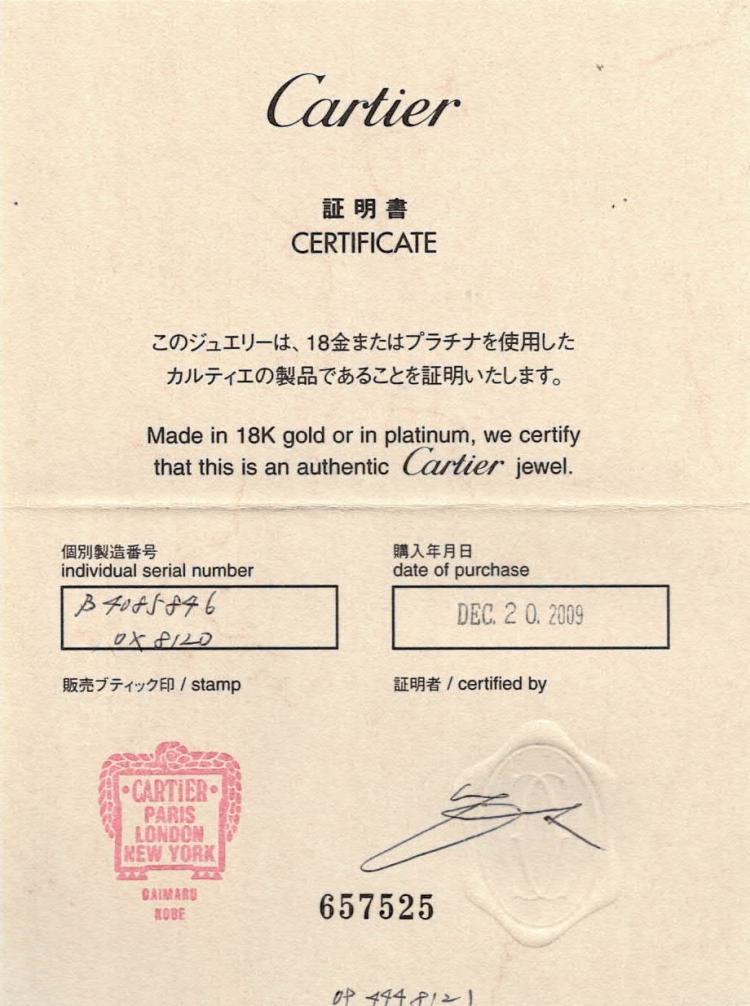 Cartier
証明書
CERTIFICATE
このジュエリーは、18金またはプラチナを使用した
カルティエの製品であることを証明いたします。
Made in 18K gold or in platinum, we certify
that this is an authentic Cartier jewel.
個別製造番号
individual serial number
B4085846
0X8120
購入年月日
date of purchase
DEC. 20. 2009
販売ブティック印 / stamp
証明者 / certified by
·CARTIER·
PARIS
LONDON
NEW YORK
DAIMARU
KOBE
657525